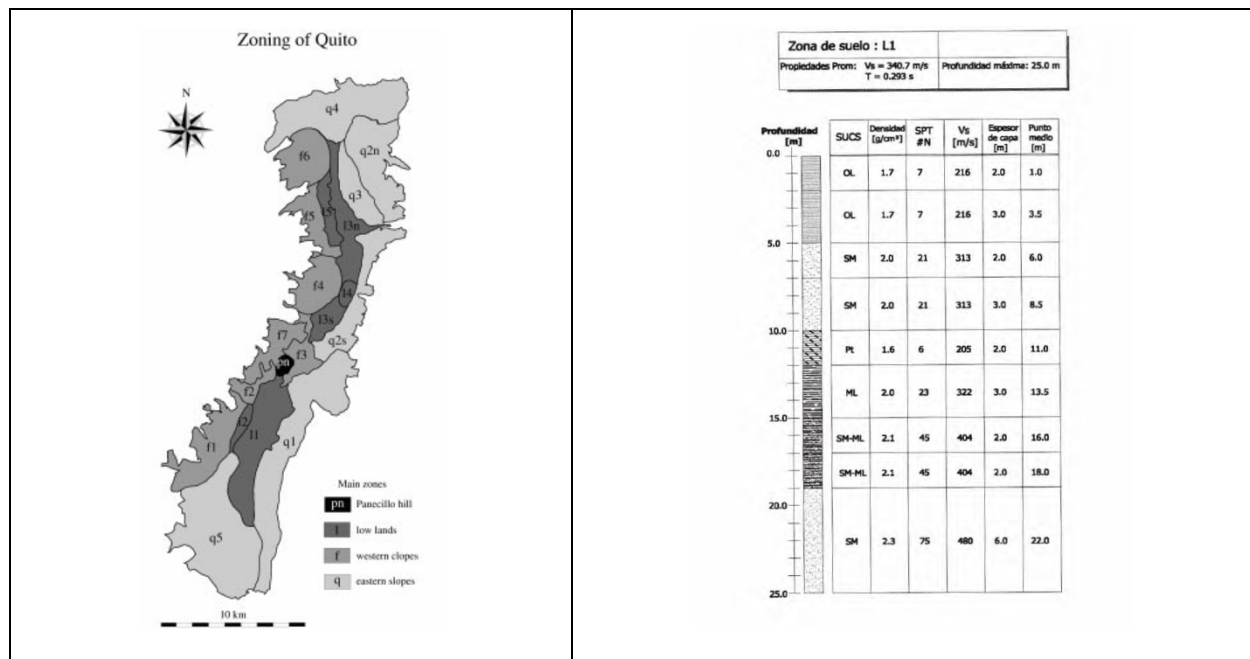 Zoning of Quito
N
q4
f6
q2n
q3
l5
f5
l3n
f4
l4
l3s
f7
q2s
f3
pn
f2
l2
l1
f1
q1
q5
Main zones
pn Panecillo hill
l low lands
f western clopes
q eastern slopes
10 km
Zona de suelo : L1
Propiedades Prom: Vs = 340.7 m/s Profundidad máxima: 25.0 m
T = 0.293 s
Profundidad [m] SUCS Densidad [g/cm³] SPT #N Vs [m/s] Espesor de capa [m] Punto medio [m]
0.0
OL 1.7 7 216 2.0 1.0
OL 1.7 7 216 3.0 3.5
5.0
SM 2.0 21 313 2.0 6.0
SM 2.0 21 313 3.0 8.5
10.0
Pt 1.6 6 205 2.0 11.0
ML 2.0 23 322 3.0 13.5
15.0
SM-ML 2.1 45 404 2.0 16.0
SM-ML 2.1 45 404 2.0 18.0
20.0
SM 2.3 75 480 6.0 22.0
25.0